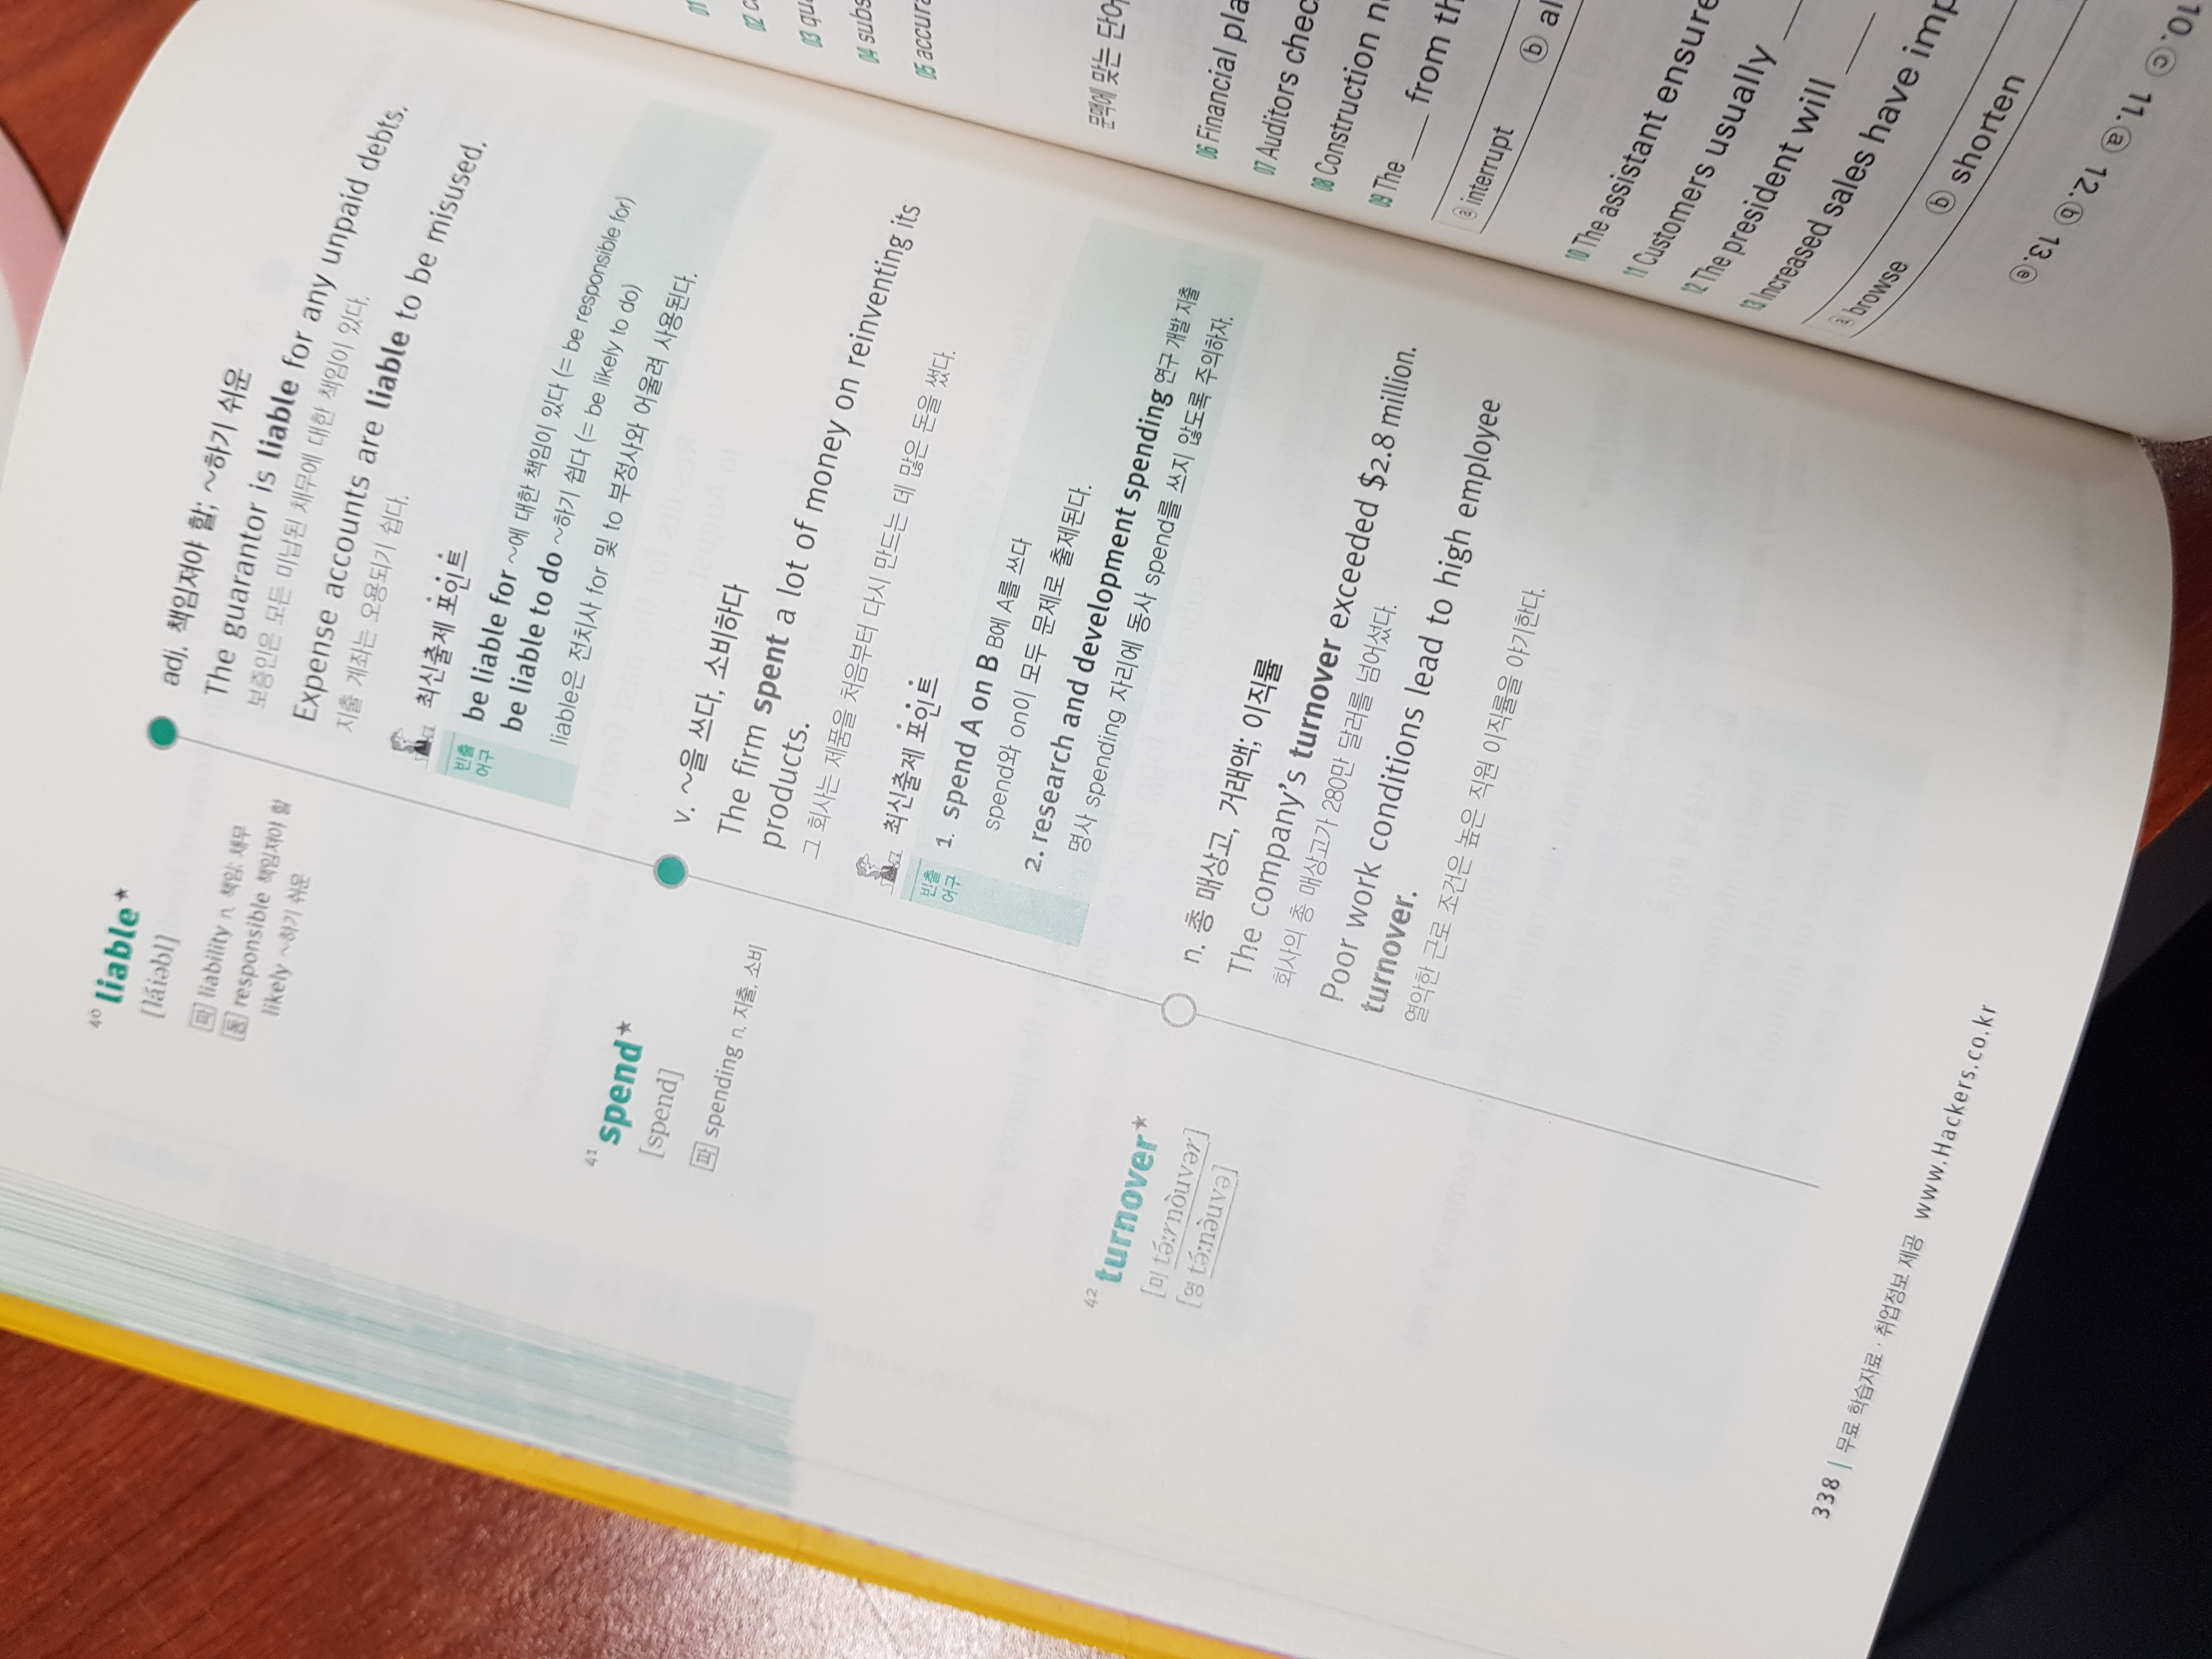 40 liable*
[láiəbl]
파 liability n. 책임; 채무
동 responsible 책임져야 할
likely ~하기 쉬운
adj. 책임져야 할; ~하기 쉬운
The guarantor is liable for any unpaid debts.
보증인은 모든 미납된 채무에 대한 책임이 있다.
Expense accounts are liable to be misused.
지출 계좌는 오용되기 쉽다.
최신출제 포인트
빈출
어구
be liable for ~에 대한 책임이 있다 (= be responsible for)
be liable to do ~하기 쉽다 (= be likely to do)
liable은 전치사 for 및 to 부정사와 어울려 사용된다.
41 spend*
[spend]
파 spending n. 지출, 소비
v. ~을 쓰다, 소비하다
The firm spent a lot of money on reinventing its
products.
그 회사는 제품을 처음부터 다시 만드는 데 많은 돈을 썼다.
최신출제 포인트
빈출
어구
1. spend A on B B에 A를 쓰다
spend와 on이 모두 문제로 출제된다.
2. research and development spending 연구 개발 지출
명사 spending 자리에 동사 spend를 쓰지 않도록 주의하자.
42 turnover*
[미 tə́ːrnòuvər]
[영 tə́ːnə̀uvə]
n. 총 매상고, 거래액; 이직률
The company's turnover exceeded $2.8 million.
회사의 총 매상고가 280만 달러를 넘어섰다.
Poor work conditions lead to high employee
turnover.
열악한 근로 조건은 높은 직원 이직률을 야기한다.
338 | 무료 학습자료 · 취업정보 제공 www.Hackers.co.kr
01
02 c
03 qua
04 subs
05 accura
문맥에 맞는 단어
06 Financial pla
07 Auditors chec
08 Construction n
09 The ___ from th
ⓐ interrupt ⓑ al
10 The assistant ensure
11 Customers usually ___
12 The president will ___
13 Increased sales have imp
ⓐ browse ⓑ shorten
10.ⓒ 11.ⓐ 12.ⓑ 13.ⓔ